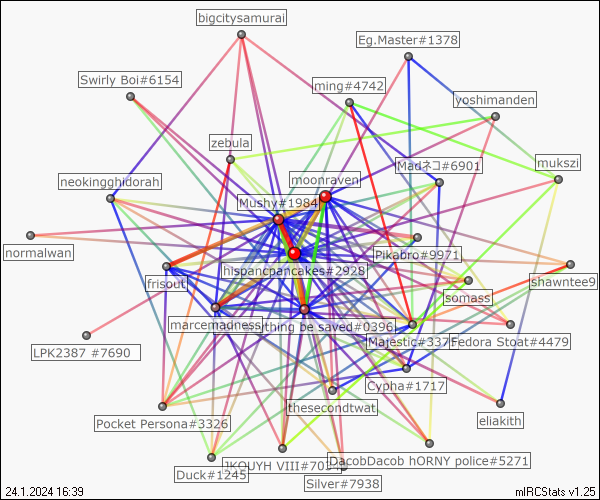 bigcitysamurai
Eg.Master#1378
Swirly Boi#6154
ming#4742
yoshimanden
zebula
mukszi
Madネコ#6901
moonraven
neokingghidorah
Mushy#1984
normalwan
Pikabro#9971
hispancpancakes#2928
frisout
shawntee9
somass
marcemadness
ything be saved#0396
Majestic#337
Fedora Stoat#4479
LPK2387 #7690
Cypha#1717
thesecondtwat
eliakith
Pocket Persona#3326
DacobDacob hORNY police#5271
JKOUYH VIII#70
Duck#1245
Silver#7938
24.1.2024 16:39
mIRCStats v1.25